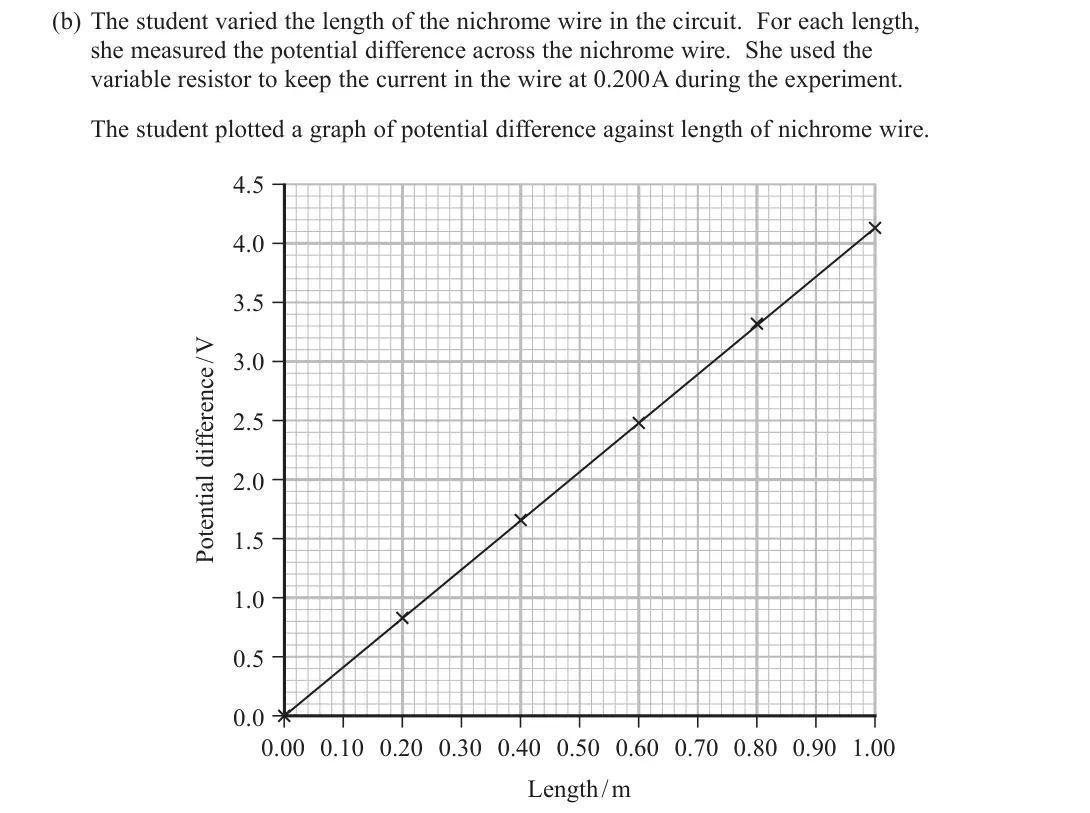 (b) The student varied the length of the nichrome wire in the circuit. For each length,
she measured the potential difference across the nichrome wire. She used the
variable resistor to keep the current in the wire at 0.200A during the experiment.
The student plotted a graph of potential difference against length of nichrome wire.
4.5
4.0
3.5
3.0
2.5
2.0
1.5
1.0
0.5
0.0
Potential difference/V
0.00 0.10 0.20 0.30 0.40 0.50 0.60 0.70 0.80 0.90 1.00
Length/m